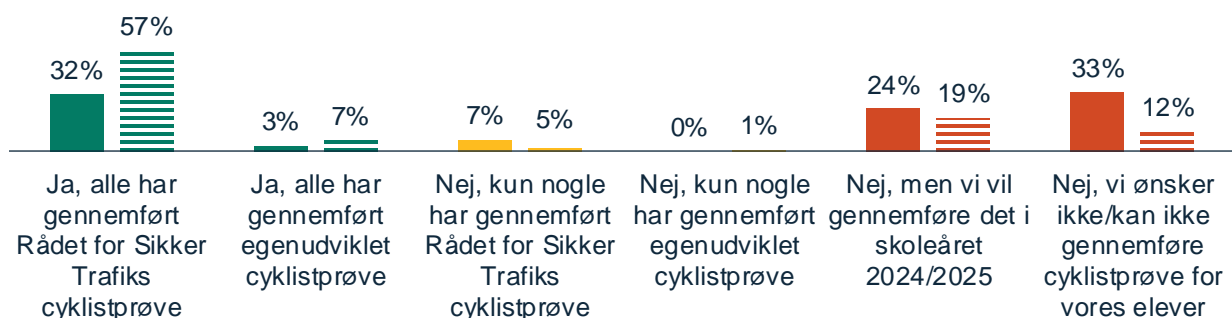 32% 57%
3% 7%
7% 5%
0% 1%
24% 19%
33% 12%
Ja, alle har
gennemført
Rådet for Sikker
Trafiks
cyklistprøve
Ja, alle har
gennemført
egenudviklet
cyklistprøve
Nej, kun nogle
har gennemført
Rådet for Sikker
Trafiks
cyklistprøve
Nej, kun nogle
har gennemført
egenudviklet
cyklistprøve
Nej, men vi vil
gennemføre det i
skoleåret
2024/2025
Nej, vi ønsker
ikke/kan ikke
gennemføre
cyklistprøve for
vores elever